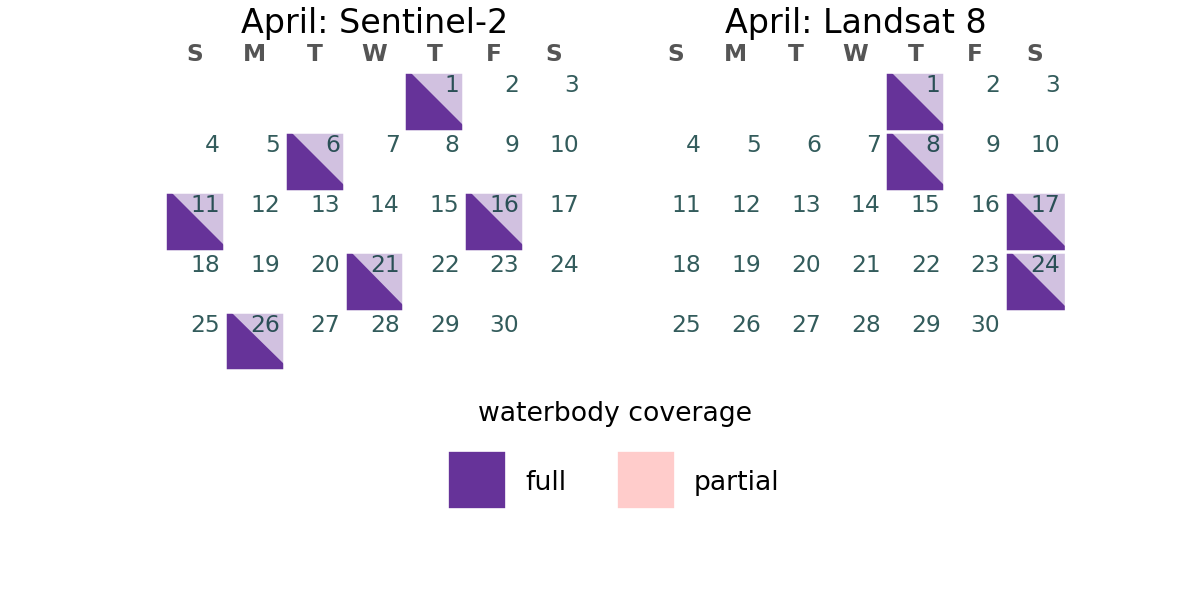 April: Sentinel-2
S M T W T F S
1 2 3
4 5 6 7 8 9 10
11 12 13 14 15 16 17
18 19 20 21 22 23 24
25 26 27 28 29 30
April: Landsat 8
S M T W T F S
1 2 3
4 5 6 7 8 9 10
11 12 13 14 15 16 17
18 19 20 21 22 23 24
25 26 27 28 29 30
waterbody coverage
full
partial